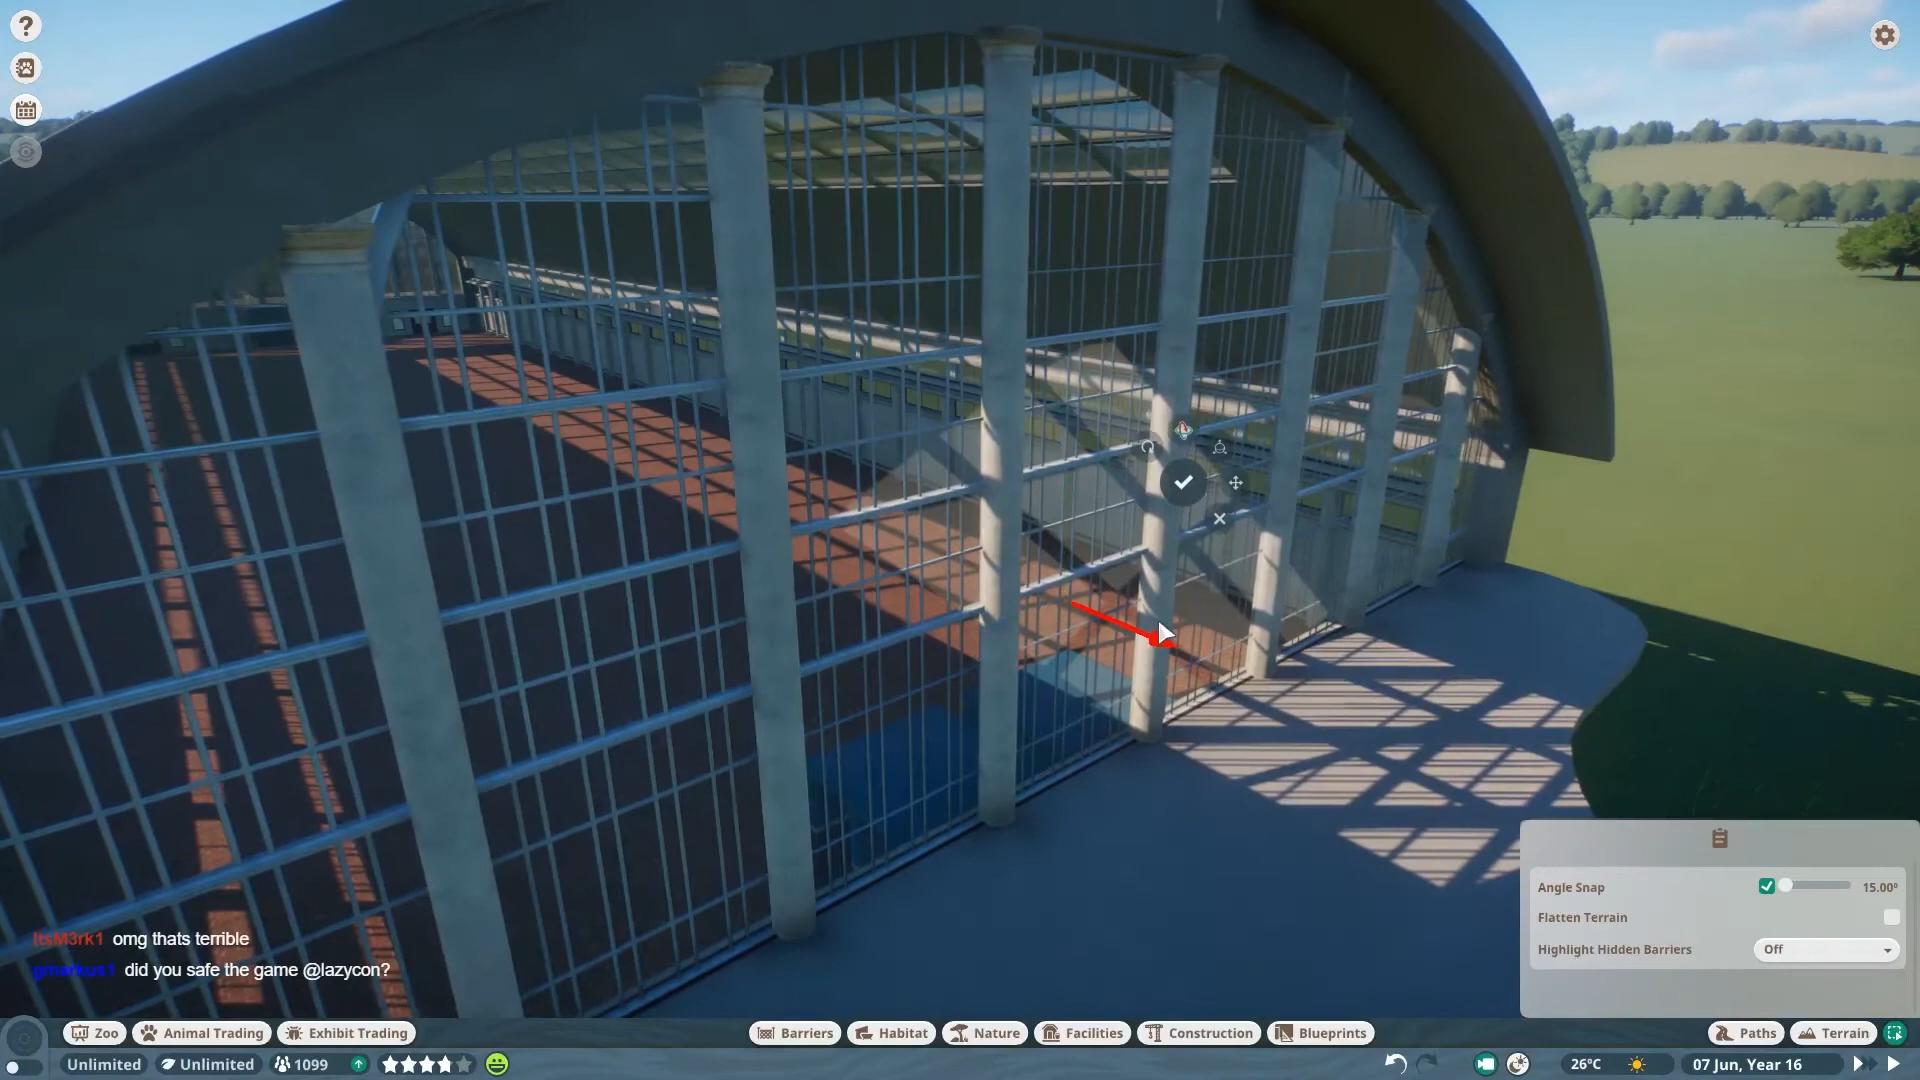 ?
Angle Snap 15.00°
Flatten Terrain
Highlight Hidden Barriers Off
ItsM3rk1 omg thats terrible
gmarkus1 did you safe the game @lazycon?
Zoo Animal Trading Exhibit Trading Barriers Habitat Nature Facilities Construction Blueprints Paths Terrain
Unlimited Unlimited 1099 26°C 07 Jun, Year 16